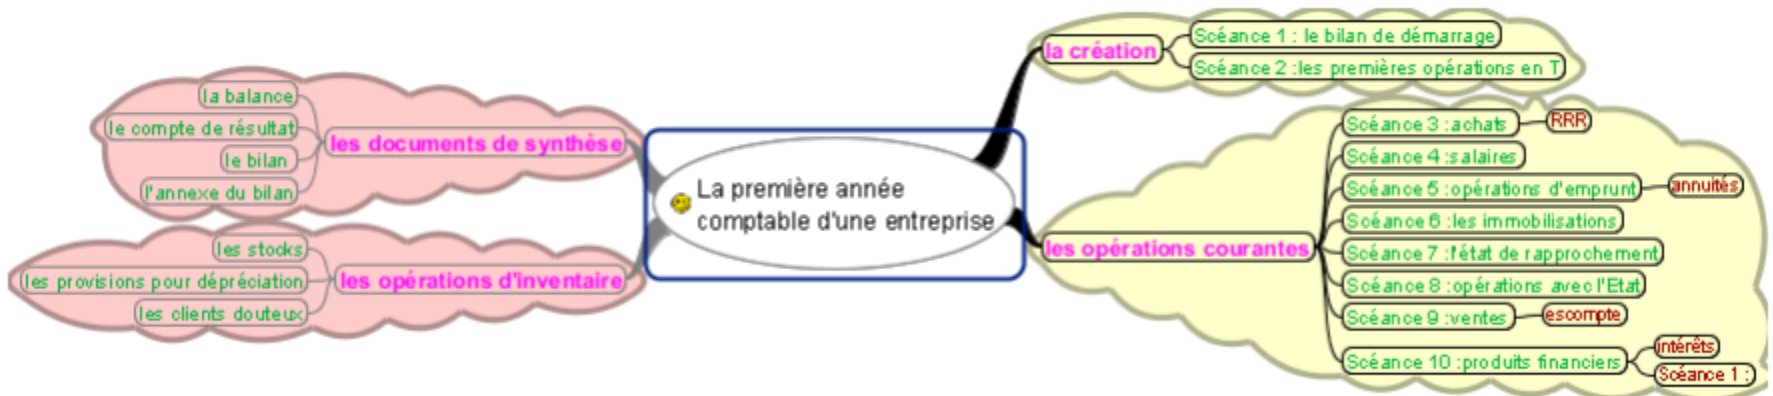 La première année
comptable d'une entreprise
la création
Scéance 1 : le bilan de démarrage
Scéance 2 :les premières opérations en T
les opérations courantes
Scéance 3 :achats
RRR
Scéance 4 :salaires
Scéance 5 :opérations d'emprunt
annuités
Scéance 6 :les immobilisations
Scéance 7 :l'état de rapprochement
Scéance 8 :opérations avec l'Etat
Scéance 9 :ventes
escompte
Scéance 10 :produits financiers
intérêts
Scéance 1 :
les documents de synthèse
la balance
le compte de résultat
le bilan
l'annexe du bilan
les opérations d'inventaire
les stocks
les provisions pour dépréciation
les clients douteux